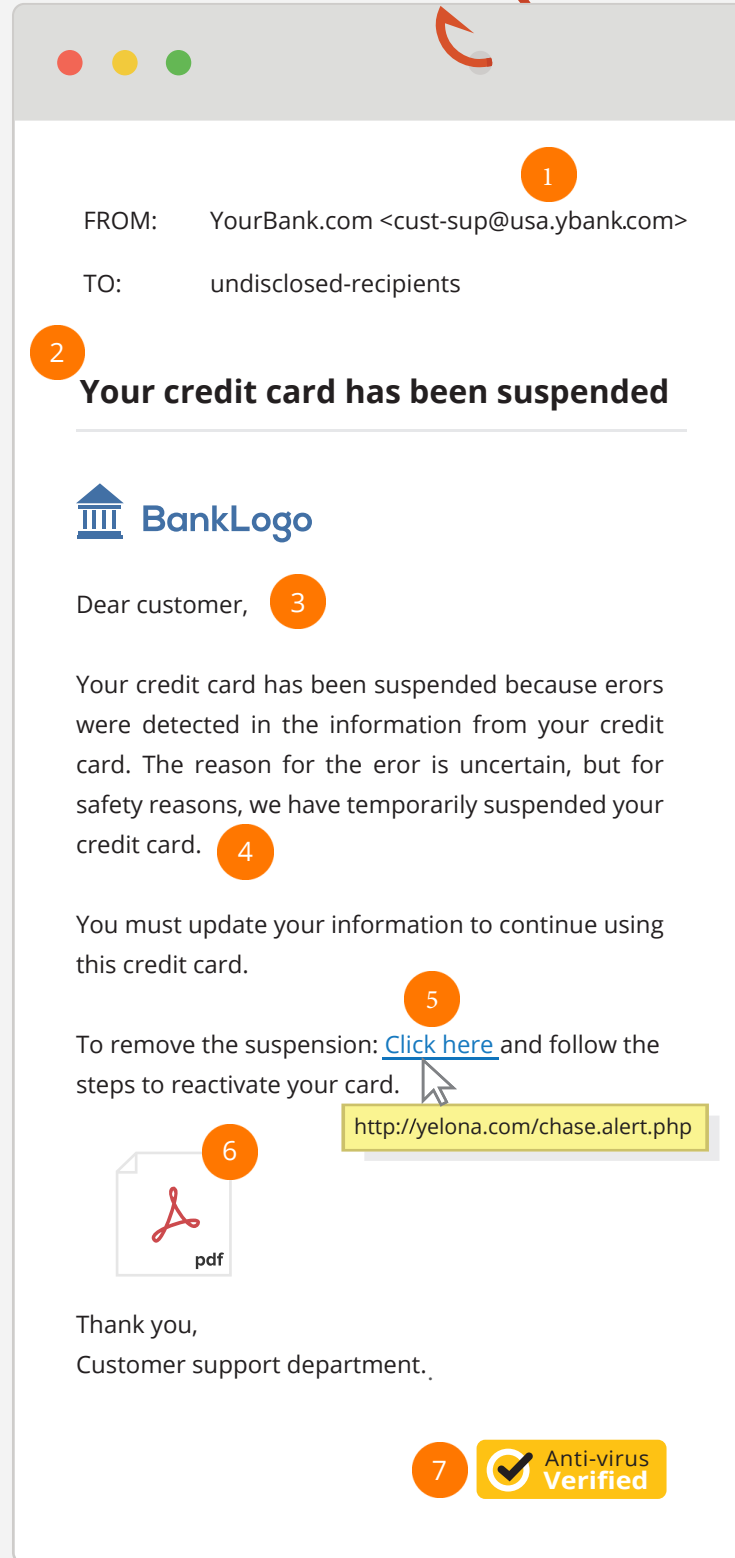 1
FROM: YourBank.com <cust-sup@usa.ybank.com>
TO: undisclosed-recipients
2
Your credit card has been suspended
BankLogo
Dear customer, 3
Your credit card has been suspended because erors
were detected in the information from your credit
card. The reason for the eror is uncertain, but for
safety reasons, we have temporarily suspended your
credit card. 4
You must update your information to continue using
this credit card.
5
To remove the suspension: Click here and follow the
steps to reactivate your card.
http://yelona.com/chase.alert.php
6
pdf
Thank you,
Customer support department..
7 Anti-virus
Verified